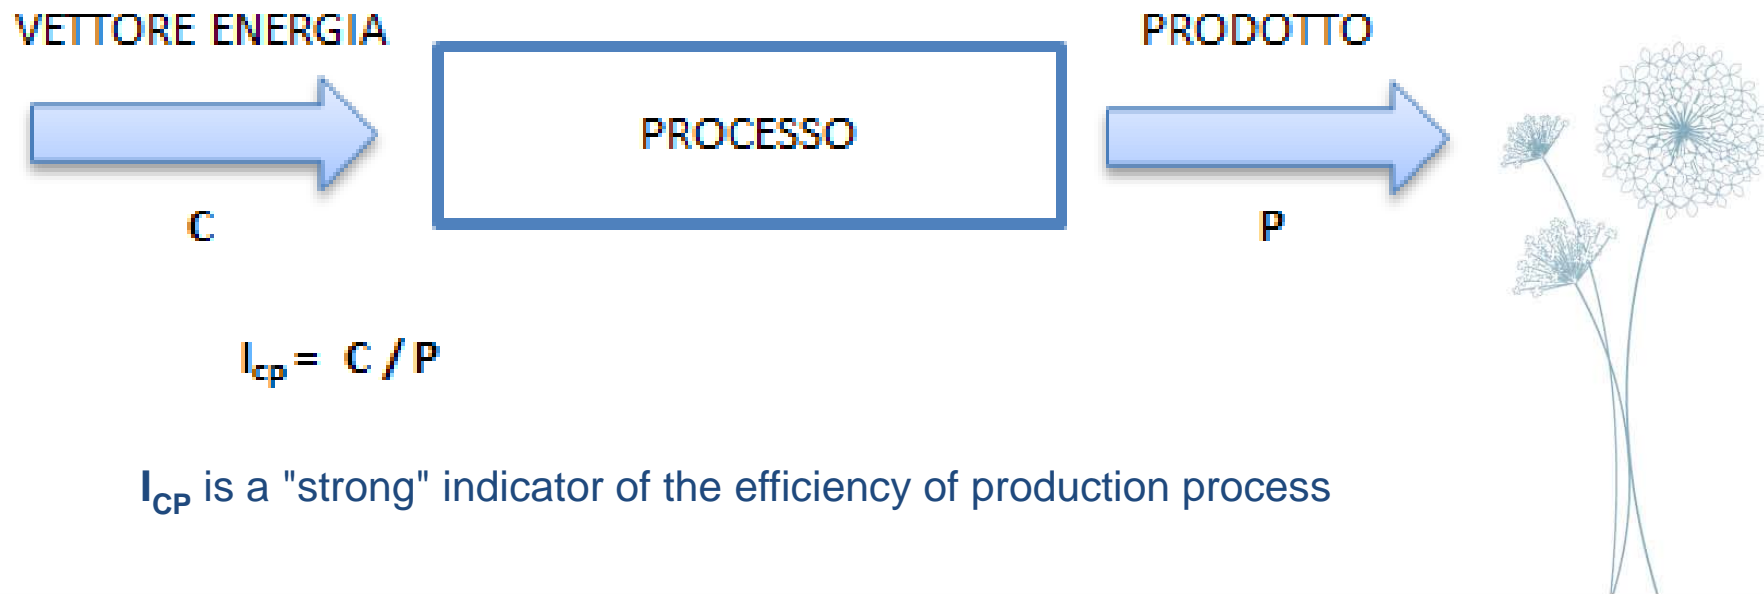 VETTORE ENERGIA
PRODOTTO
PROCESSO
C
P
Icp = C / P
ICP is a "strong" indicator of the efficiency of production process